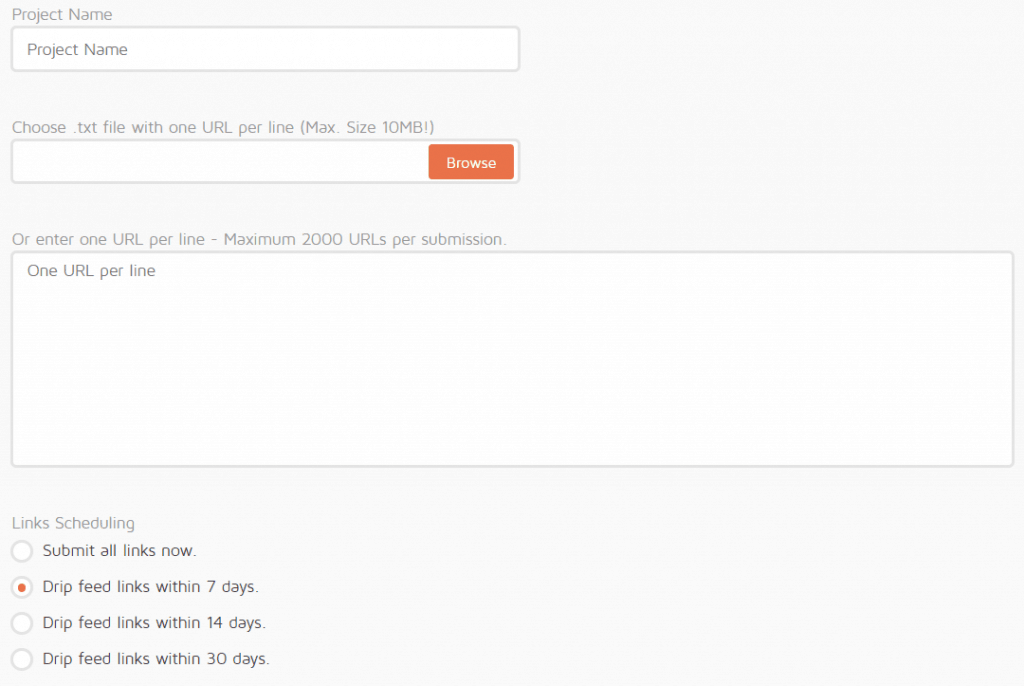 Project Name
Project Name
Choose .txt file with one URL per line (Max. Size 10MB!)
Browse
Or enter one URL per line - Maximum 2000 URLs per submission.
One URL per line
Links Scheduling
Submit all links now.
Drip feed links within 7 days.
Drip feed links within 14 days.
Drip feed links within 30 days.